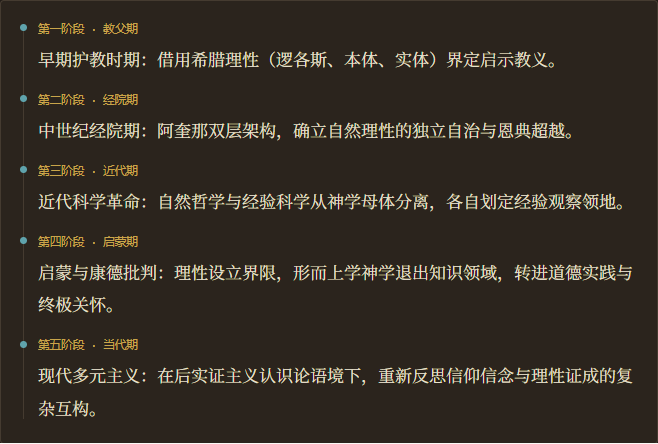 第一阶段 · 教父期
早期护教时期：借用希腊理性（逻各斯、本体、实体）界定启示教义。
第二阶段 · 经院期
中世纪经院期：阿奎那双层架构，确立自然理性的独立自治与恩典超越。
第三阶段 · 近代期
近代科学革命：自然哲学与经验科学从神学母体分离，各自划定经验观察领地。
第四阶段 · 启蒙期
启蒙与康德批判：理性设立界限，形而上学神学退出知识领域，转进道德实践与
终极关怀。
第五阶段 · 当代期
现代多元主义：在后实证主义认识论语境下，重新反思信仰信念与理性证成的复
杂互构。